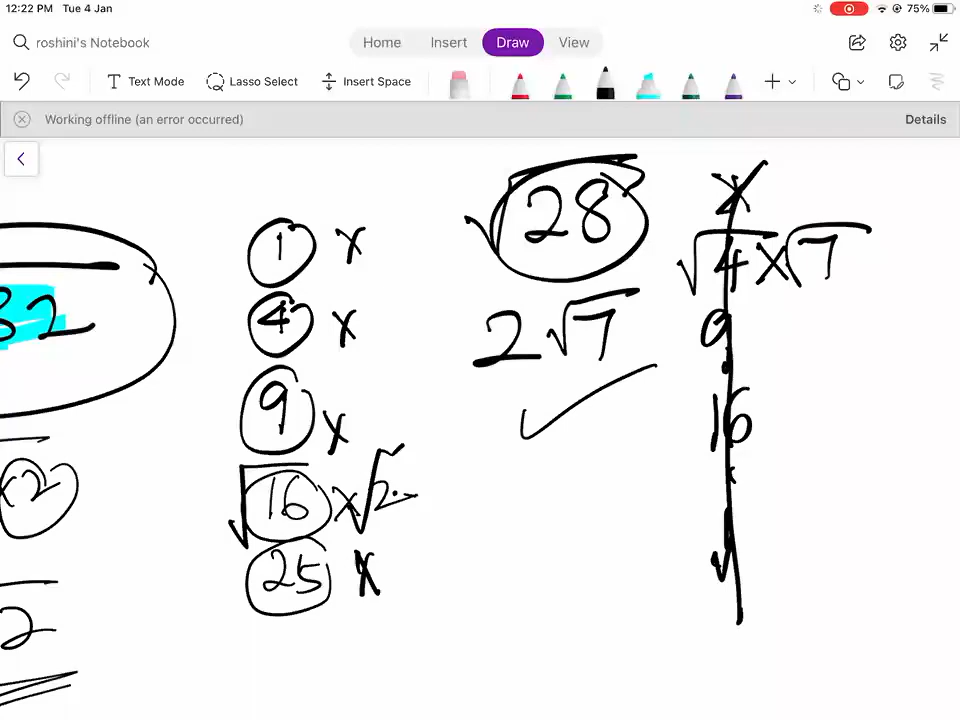 12:22 PM Tue 4 Jan 75%
roshini's Notebook Home Insert Draw View
Text Mode Lasso Select Insert Space
Working offline (an error occurred) Details
32
×2
2
1 ×
4 ×
9 ×
√16 × √2
25 ×
√28
2√7
√4 × √7
9
16